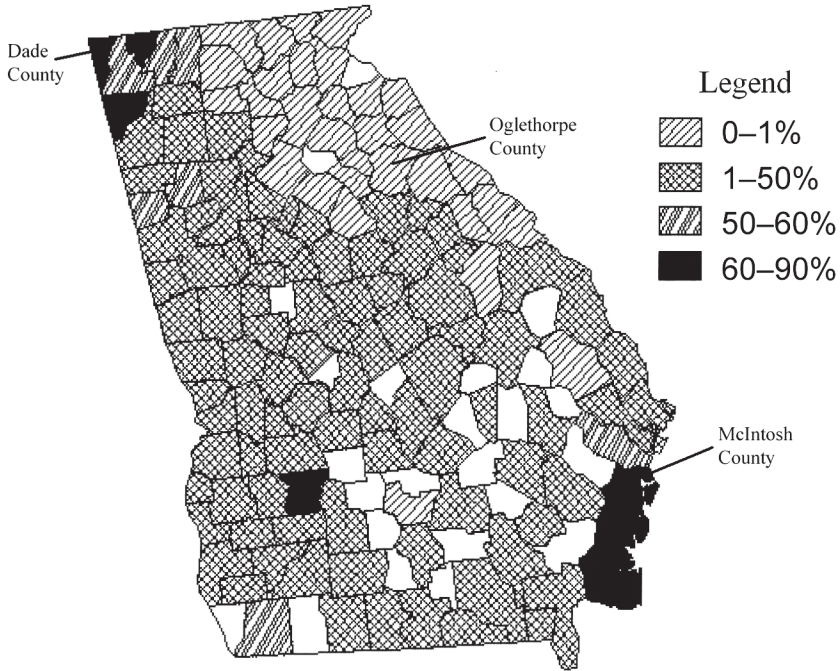 Dade
County
Oglethorpe
County
Legend
0–1%
1–50%
50–60%
60–90%
McIntosh
County